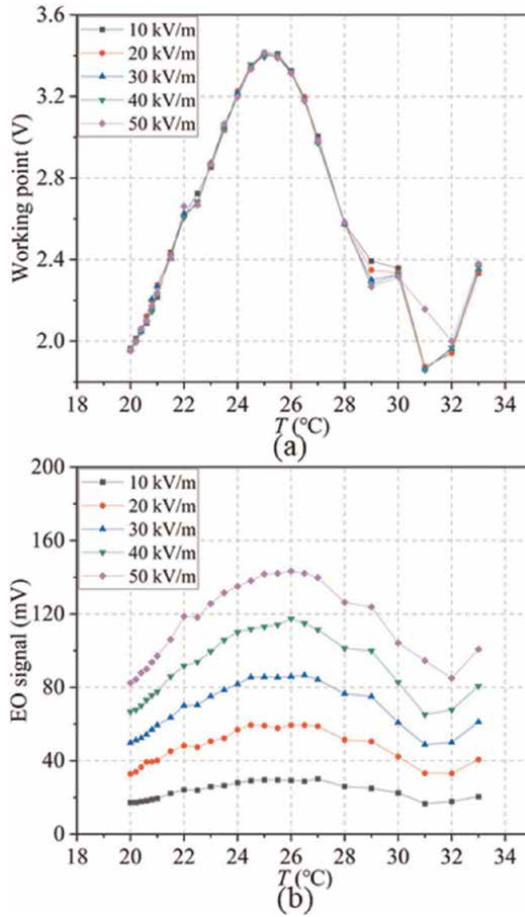 3.6
3.2
2.8
2.4
2.0
Working point (V)
10 kV/m
20 kV/m
30 kV/m
40 kV/m
50 kV/m
20 22 24 26 28 30 32 34
T (°C)
(a)
200
160
120
80
40
0
EO signal (mV)
10 kV/m
20 kV/m
30 kV/m
40 kV/m
50 kV/m
20 22 24 26 28 30 32 34
T (°C)
(b)